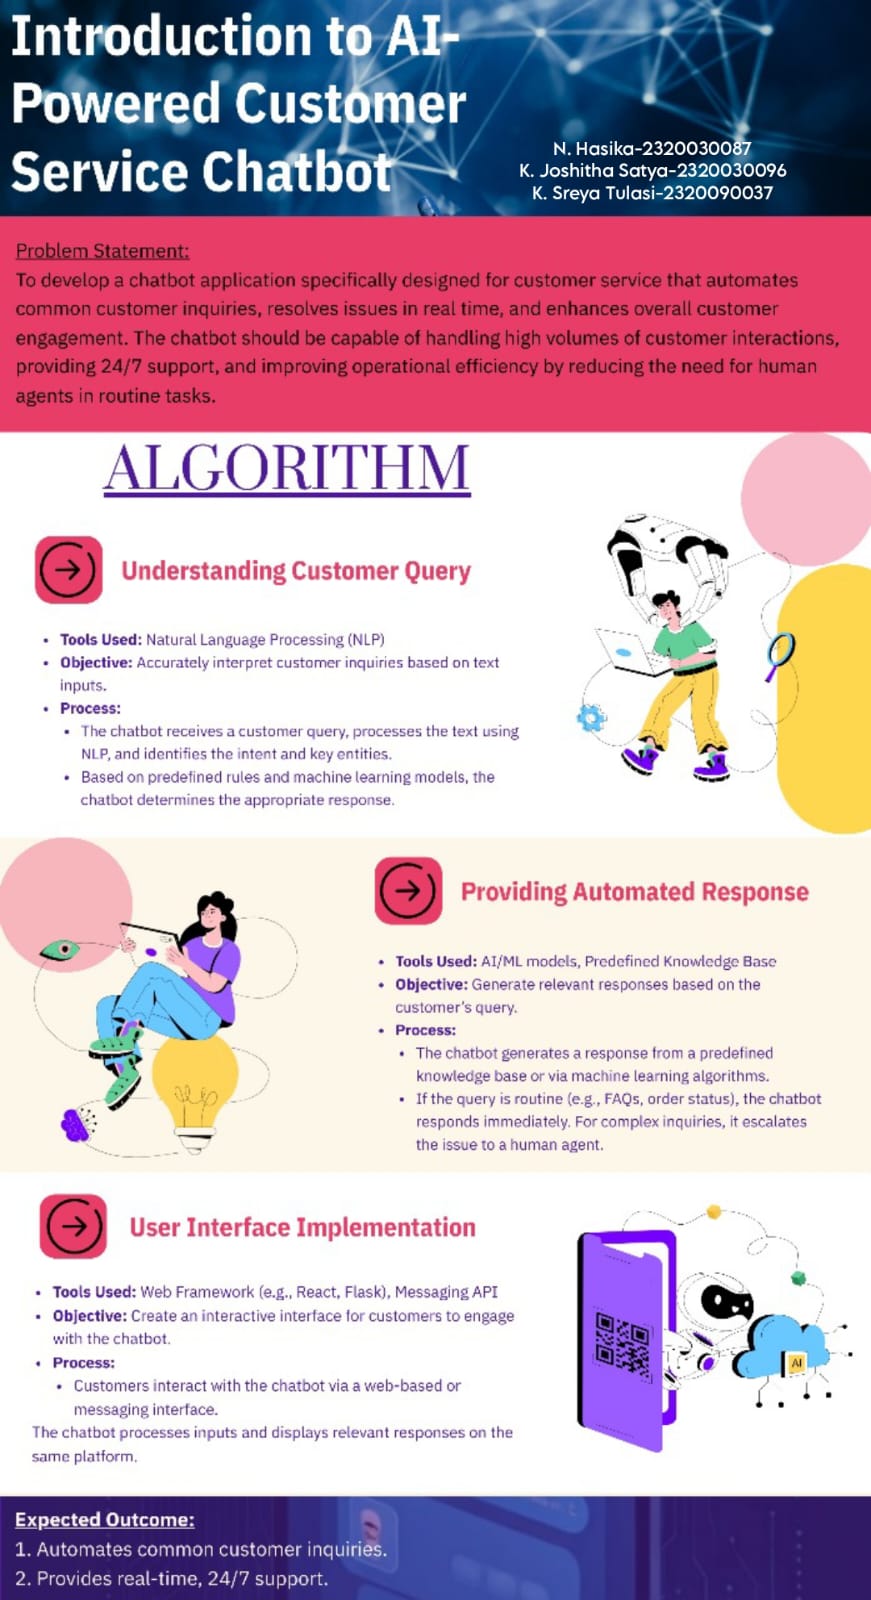 Introduction to AI-
Powered Customer
Service Chatbot
N. Hasika-2320030087
K. Joshitha Satya-2320030096
K. Sreya Tulasi-2320090037
Problem Statement:
To develop a chatbot application specifically designed for customer service that automates
common customer inquiries, resolves issues in real time, and enhances overall customer
engagement. The chatbot should be capable of handling high volumes of customer interactions,
providing 24/7 support, and improving operational efficiency by reducing the need for human
agents in routine tasks.
ALGORITHM
Understanding Customer Query
• Tools Used: Natural Language Processing (NLP)
• Objective: Accurately interpret customer inquiries based on text
inputs.
• Process:
• The chatbot receives a customer query, processes the text using
NLP, and identifies the intent and key entities.
• Based on predefined rules and machine learning models, the
chatbot determines the appropriate response.
Providing Automated Response
• Tools Used: AI/ML models, Predefined Knowledge Base
• Objective: Generate relevant responses based on the
customer's query.
• Process:
• The chatbot generates a response from a predefined
knowledge base or via machine learning algorithms.
• If the query is routine (e.g., FAQs, order status), the chatbot
responds immediately. For complex inquiries, it escalates
the issue to a human agent.
User Interface Implementation
• Tools Used: Web Framework (e.g., React, Flask), Messaging API
• Objective: Create an interactive interface for customers to engage
with the chatbot.
• Process:
• Customers interact with the chatbot via a web-based or
messaging interface.
The chatbot processes inputs and displays relevant responses on the
same platform.
AI
Expected Outcome:
1. Automates common customer inquiries.
2. Provides real-time, 24/7 support.